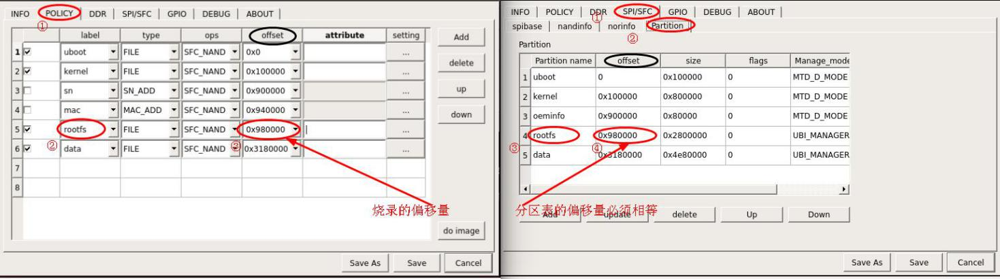 INFO POLICY DDR SPI/SFC GPIO DEBUG ABOUT
①
label type ops offset attribute setting
1 uboot FILE SFC_NAND 0x0 ...
2 kernel FILE SFC_NAND 0x100000 ...
3 sn SN_ADD SFC_NAND 0x900000 ...
4 mac MAC_ADD SFC_NAND 0x940000 ...
5 rootfs FILE SFC_NAND 0x980000 ...
② ③
6 data FILE SFC_NAND 0x3180000 ...
7
8
Add
delete
up
down
烧录的偏移量
do image
Save As Save Cancel
INFO POLICY DDR SPI/SFC GPIO DEBUG ABOUT
①
spibase nandinfo norinfo Partition
②
Partition
Partition name offset size flags Manage_mode
1 uboot 0 0x100000 0 MTD_D_MODE
2 kernel 0x100000 0x800000 0 MTD_D_MODE
3 oeminfo 0x900000 0x80000 0 MTD_D_MODE
4 rootfs 0x980000 0x2800000 0 UBI_MANAGER
③ ④
5 data 0x3180000 0x4e80000 0 UBI_MANAGER
分区表的偏移量必须相等
Add update delete Up Down
Save As Save Cancel